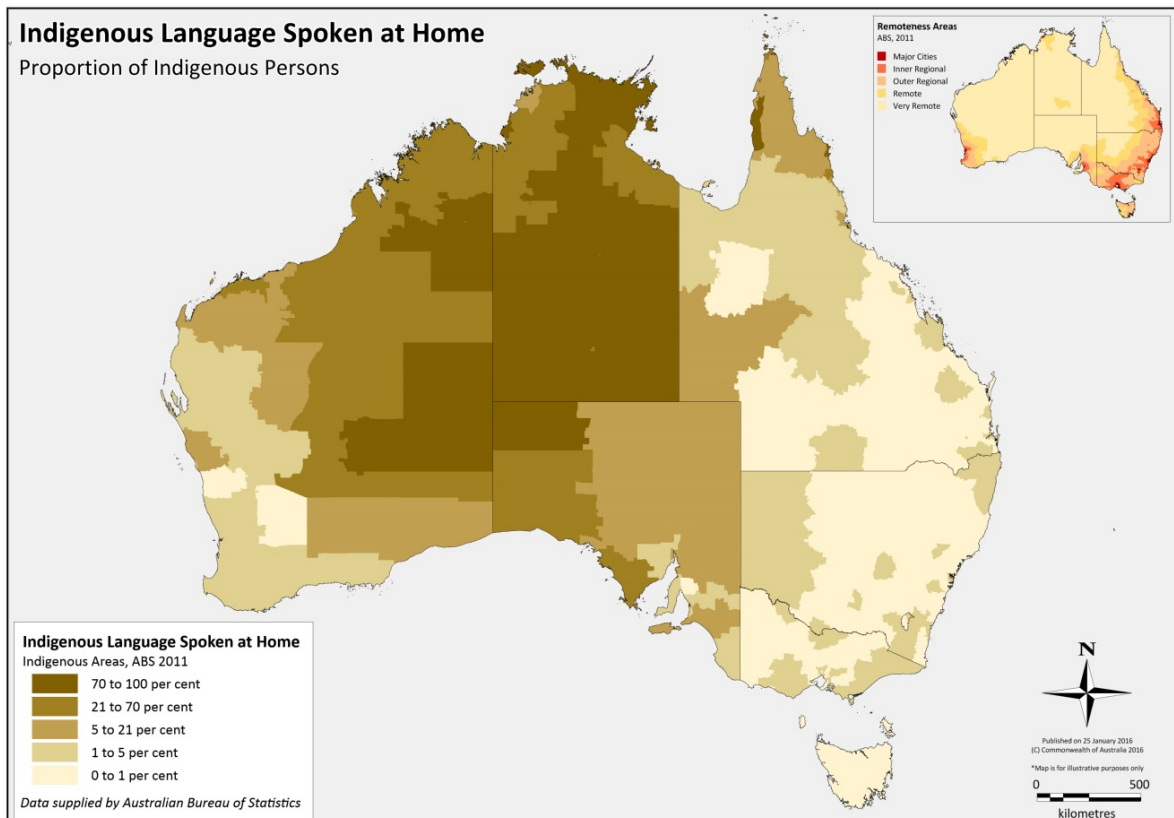 Indigenous Language Spoken at Home
Proportion of Indigenous Persons
Remoteness Areas
ABS, 2011
Major Cities
Inner Regional
Outer Regional
Remote
Very Remote
Indigenous Language Spoken at Home
Indigenous Areas, ABS 2011
70 to 100 per cent
21 to 70 per cent
5 to 21 per cent
1 to 5 per cent
0 to 1 per cent
Data supplied by Australian Bureau of Statistics
N
Published on 25 January 2016
(C) Commonwealth of Australia 2016
*Map is for illustrative purposes only
0 500
kilometres